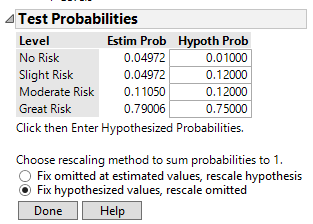 Test Probabilities
Level Estim Prob Hypoth Prob
No Risk 0.04972 0.01000
Slight Risk 0.04972 0.12000
Moderate Risk 0.11050 0.12000
Great Risk 0.79006 0.75000
Click then Enter Hypothesized Probabilities.
Choose rescaling method to sum probabilities to 1.
Fix omitted at estimated values, rescale hypothesis
Fix hypothesized values, rescale omitted
Done Help